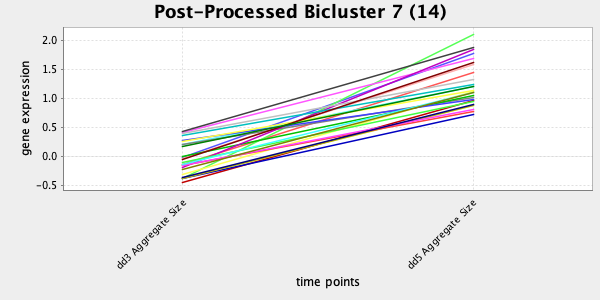 Post-Processed Bicluster 7 (14)
gene expression
2.0
1.5
1.0
0.5
0.0
-0.5
dd3 Aggregate Size
dd5 Aggregate Size
time points